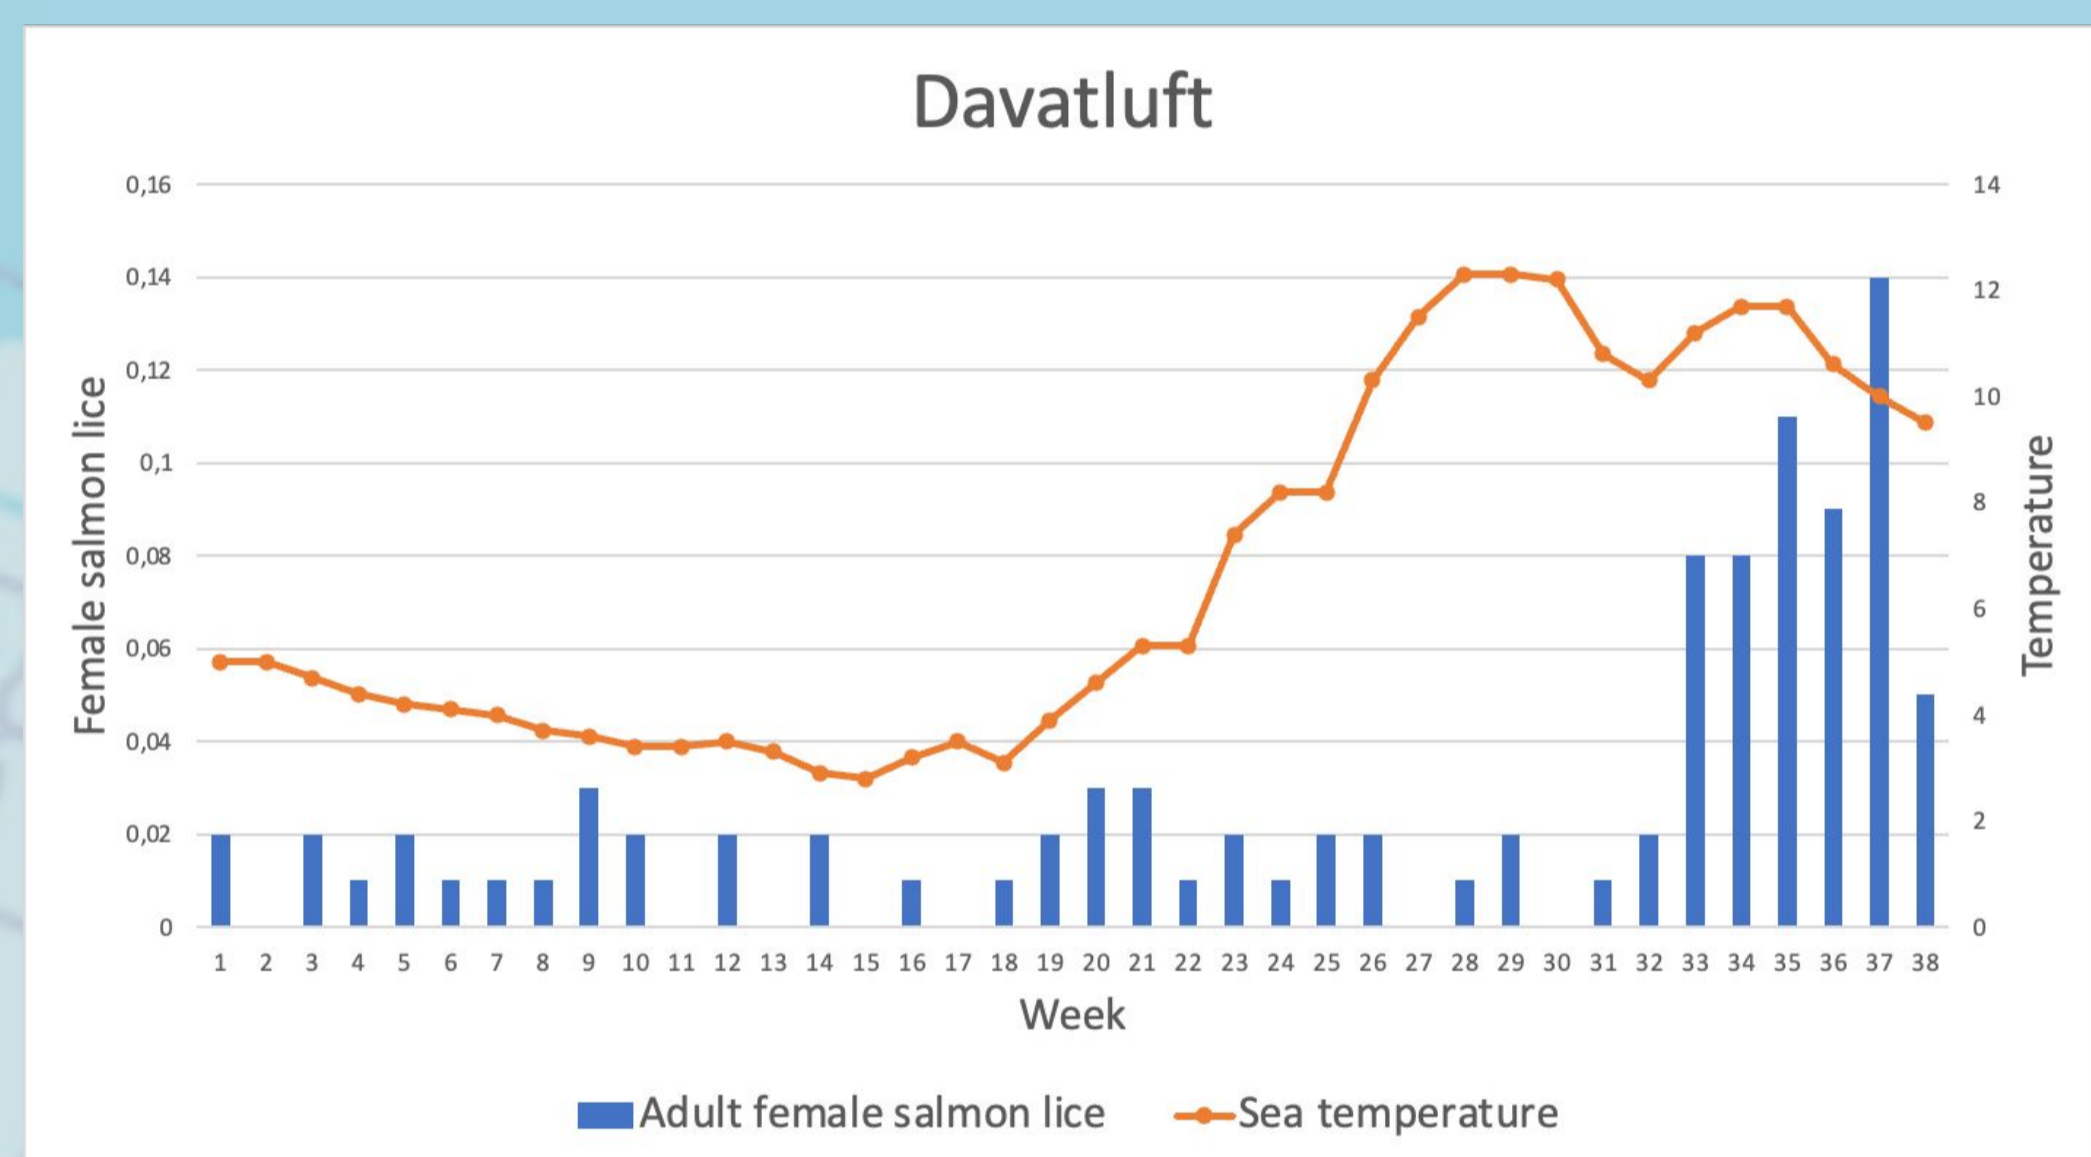 Davatluft
0,16
0,14
0,12
0,1
0,08
0,06
0,04
0,02
0
Female salmon lice
14
12
10
8
6
4
2
0
Temperature
1 2 3 4 5 6 7 8 9 10 11 12 13 14 15 16 17 18 19 20 21 22 23 24 25 26 27 28 29 30 31 32 33 34 35 36 37 38
Week
Adult female salmon lice
Sea temperature